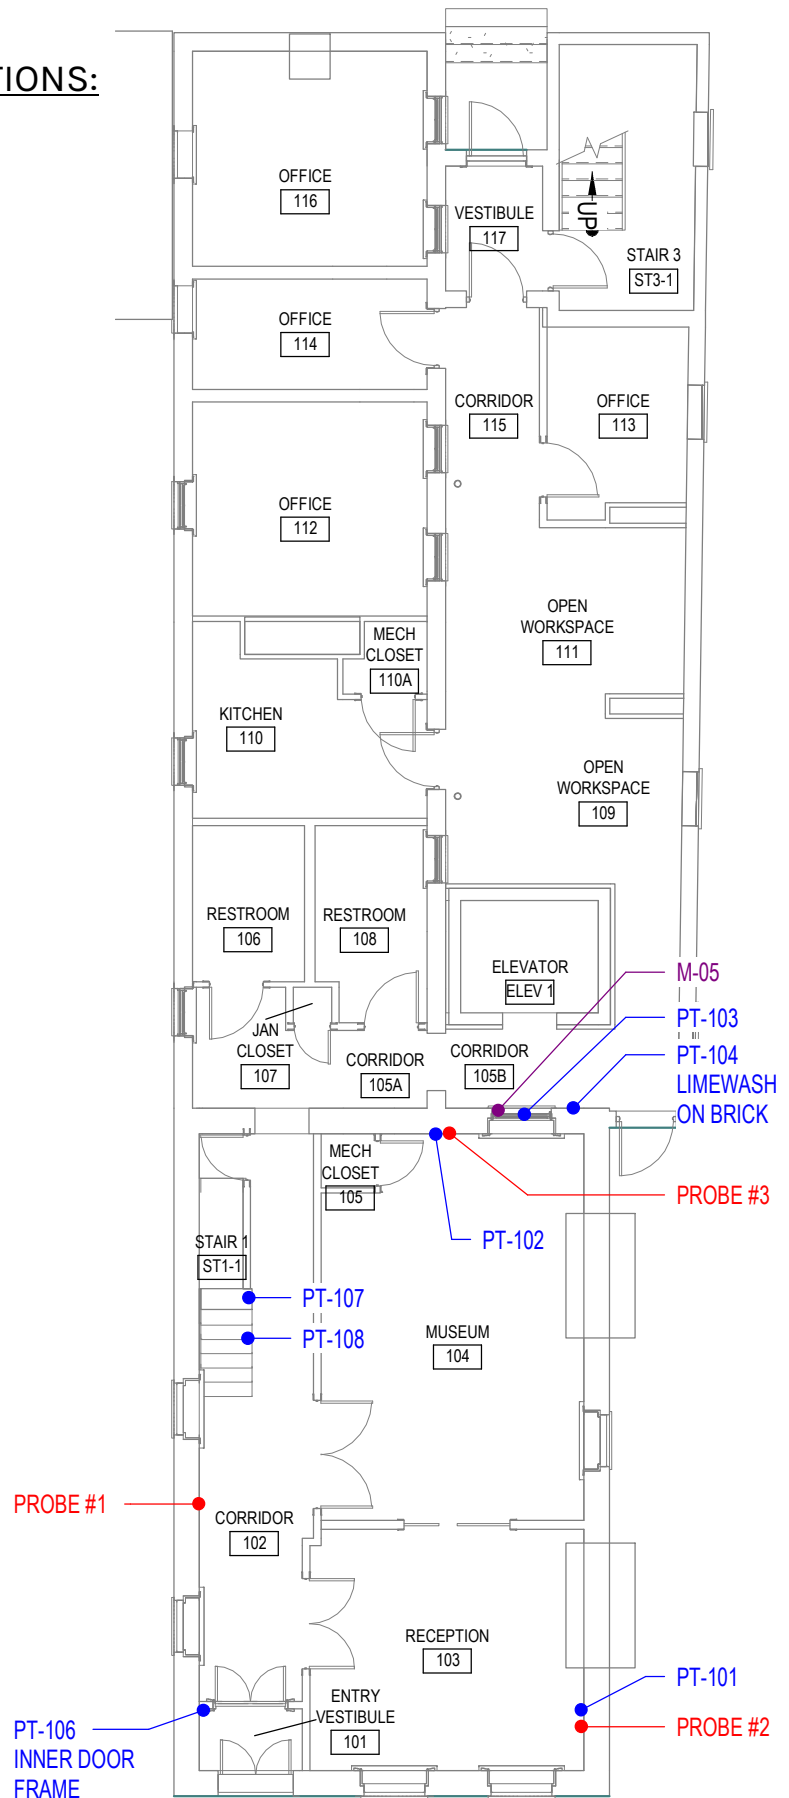 TIONS:
OFFICE
116
VESTIBULE
117
UP
STAIR 3
ST3-1
OFFICE
114
CORRIDOR
115
OFFICE
113
OFFICE
112
OPEN
WORKSPACE
111
MECH
CLOSET
110A
KITCHEN
110
OPEN
WORKSPACE
109
RESTROOM
106
RESTROOM
108
ELEVATOR
ELEV 1
M-05
PT-103
PT-104
LIMEWASH
ON BRICK
JAN
CLOSET
107
CORRIDOR
105A
CORRIDOR
105B
MECH
CLOSET
105
PROBE #3
PT-102
STAIR 1
ST1-1
PT-107
PT-108
MUSEUM
104
PROBE #1
CORRIDOR
102
RECEPTION
103
PT-101
PROBE #2
ENTRY
VESTIBULE
101
PT-106
INNER DOOR
FRAME